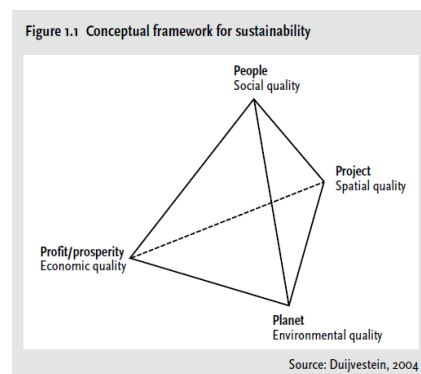 Figure 1.1 Conceptual framework for sustainability
People
Social quality
Project
Spatial quality
Profit/prosperity
Economic quality
Planet
Environmental quality
Source: Duijvestein, 2004